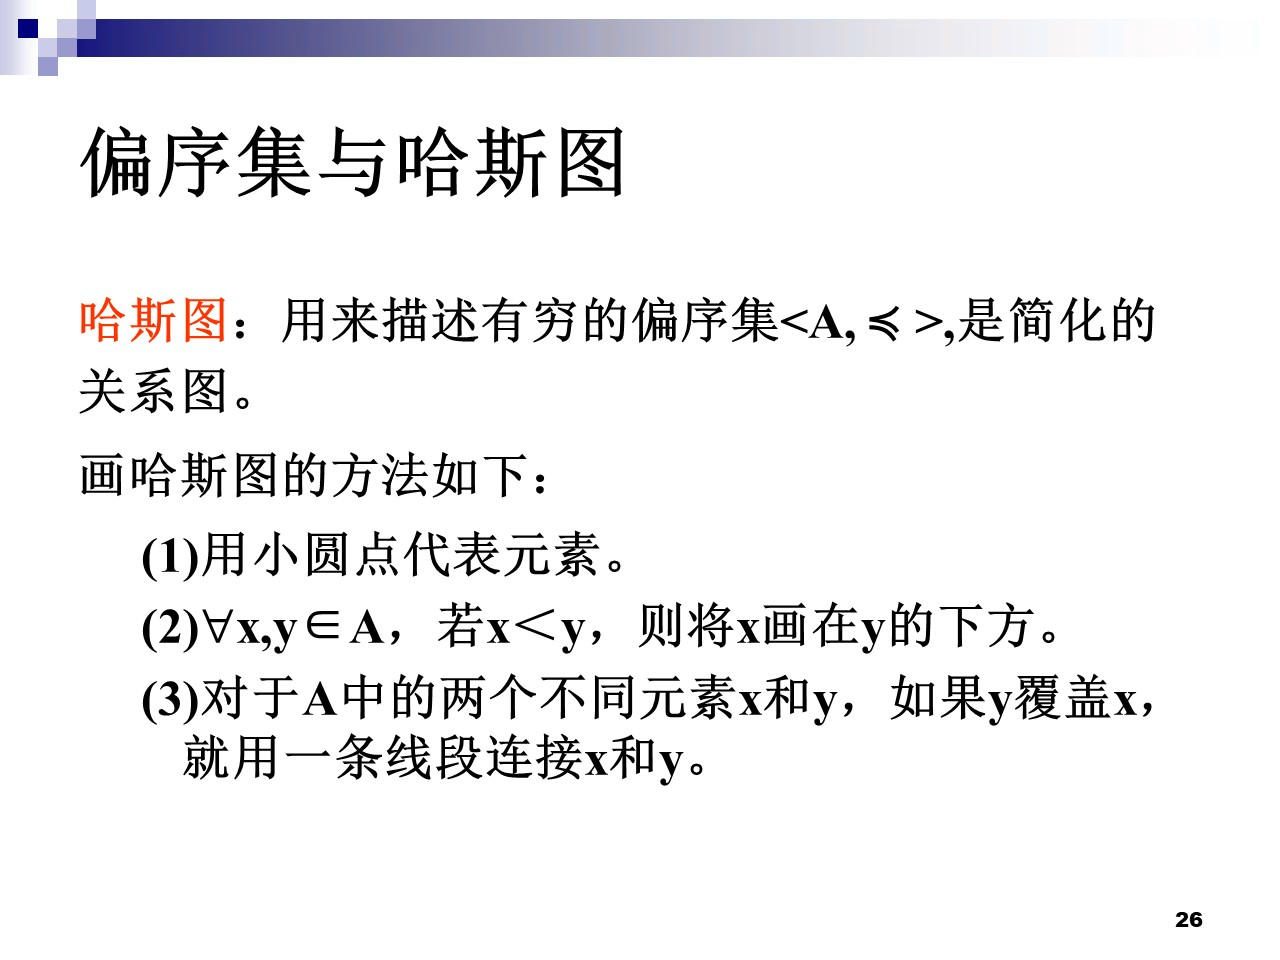 偏序集与哈斯图
哈斯图：用来描述有穷的偏序集<A, ≼ >,是简化的
关系图。
画哈斯图的方法如下：
(1)用小圆点代表元素。
(2)∀x,y∈A，若x＜y，则将x画在y的下方。
(3)对于A中的两个不同元素x和y，如果y覆盖x，
就用一条线段连接x和y。
26